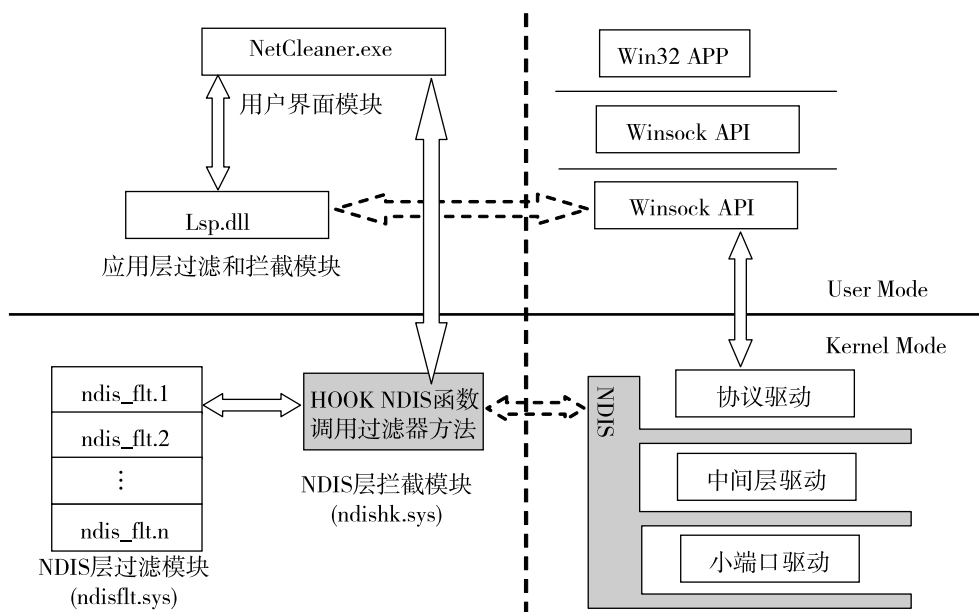 NetCleaner.exe
用户界面模块
Lsp.dll
应用层过滤和拦截模块
Win32 APP
Winsock API
Winsock API
User Mode
Kernel Mode
ndis_flt.1
ndis_flt.2
⋮
ndis_flt.n
NDIS层过滤模块
(ndisflt.sys)
HOOK NDIS函数
调用过滤器方法
NDIS层拦截模块
(ndishk.sys)
NDIS
协议驱动
中间层驱动
小端口驱动